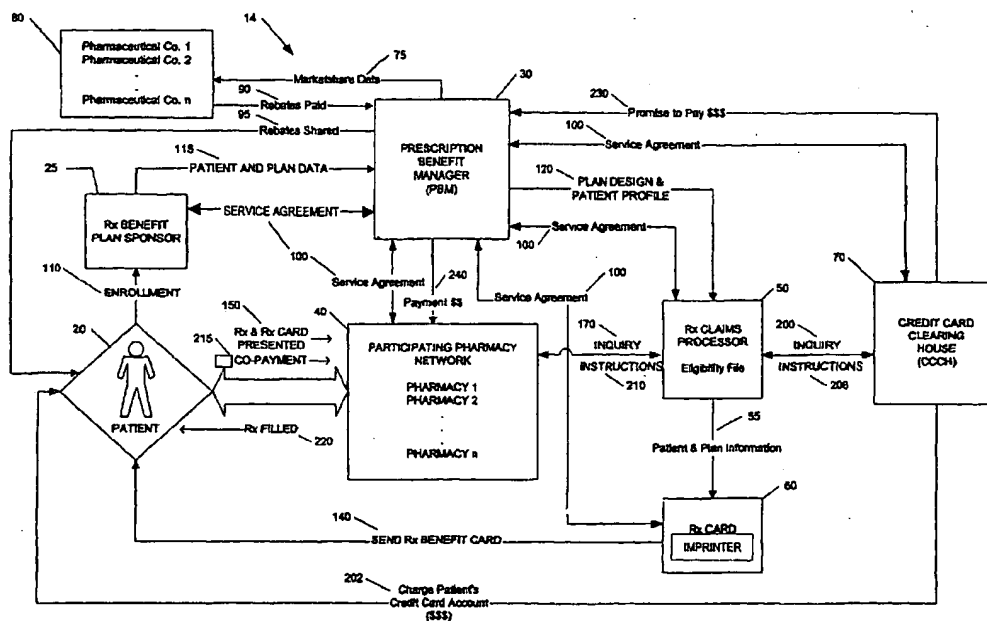 80
14
Pharmaceutical Co. 1
Pharmaceutical Co. 2
Pharmaceutical Co. n
75
Marketshare Data
90
Rebates Paid
95
Rebates Shared
30
PRESCRIPTION
BENEFIT
MANAGER
(PBM)
230
Promise to Pay $$$
100
Service Agreement
118
PATIENT AND PLAN DATA
25
Rx BENEFIT
PLAN SPONSOR
SERVICE AGREEMENT
120
PLAN DESIGN &
PATIENT PROFILE
Service Agreement
100
100
Service Agreement
240
Payment $$
100
Service Agreement
110
ENROLLMENT
20
PATIENT
150
Rx & Rx CARD
PRESENTED
215
CO-PAYMENT
Rx FILLED
220
40
PARTICIPATING PHARMACY
NETWORK
PHARMACY 1
PHARMACY 2
PHARMACY n
170
INQUIRY
INSTRUCTIONS
210
50
Rx CLAIMS
PROCESSOR
Eligibility File
200
INQUIRY
INSTRUCTIONS
206
70
CREDIT CARD
CLEARING
HOUSE
(CCCH)
55
Patient & Plan Information
60
Rx CARD
IMPRINTER
140
SEND Rx BENEFIT CARD
202
Charge Patient's
Credit Card Account
($$$)